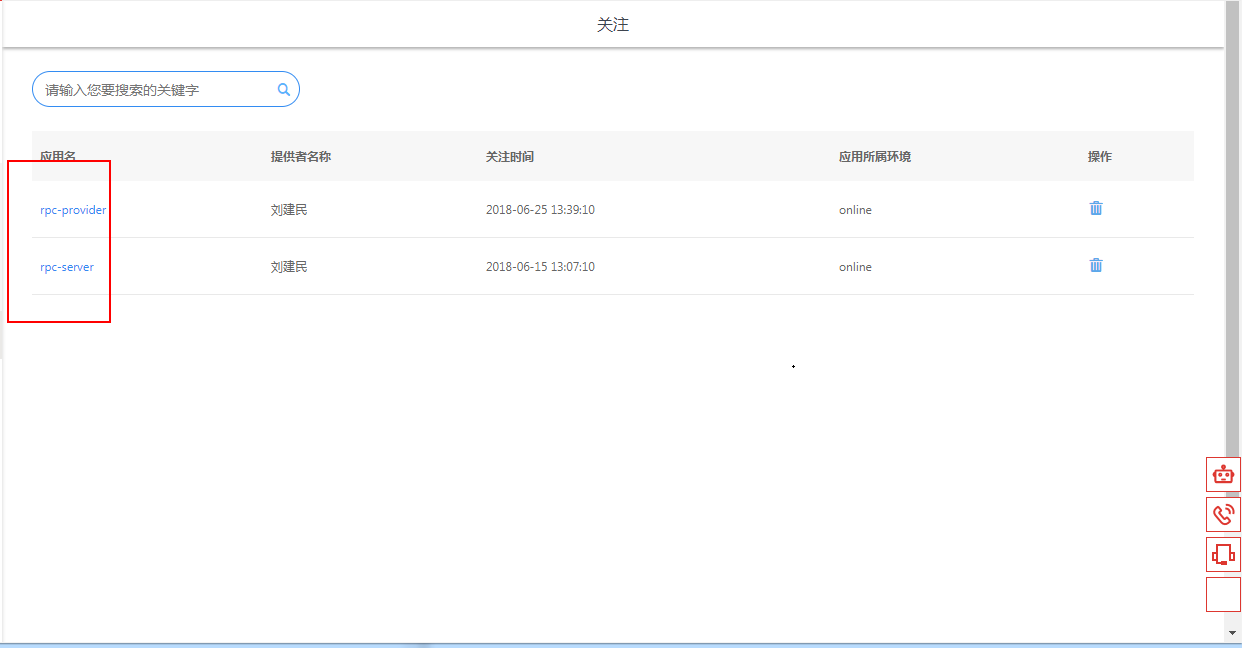 关注
请输入您要搜索的关键字
应用名 提供者名称 关注时间 应用所属环境 操作
rpc-provider 刘建民 2018-06-25 13:39:10 online
rpc-server 刘建民 2018-06-15 13:07:10 online